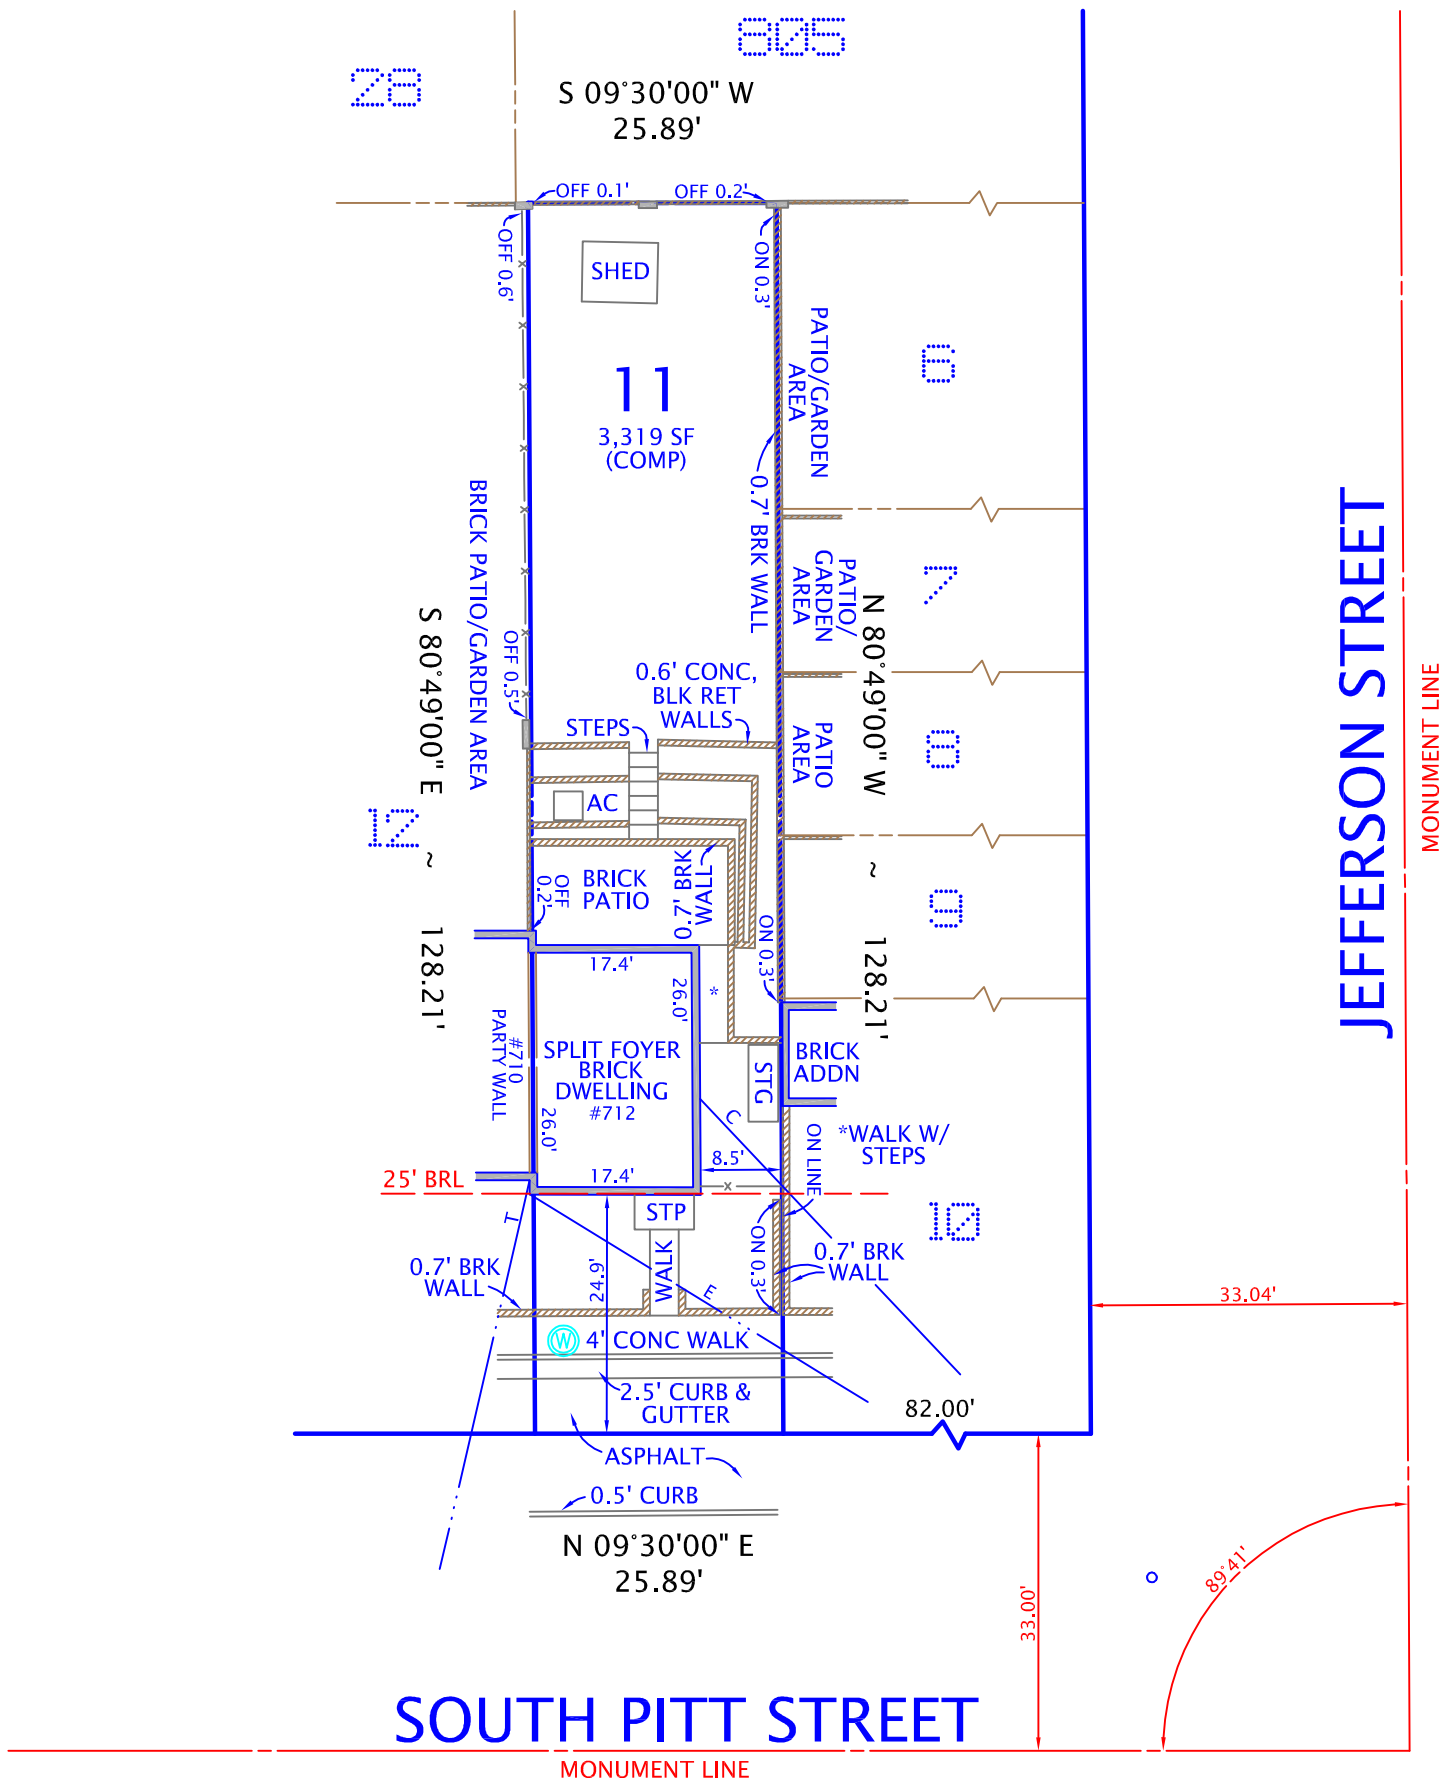 805
28
S 09°30'00" W
25.89'
OFF 0.1'
OFF 0.2'
OFF 0.6'
ON 0.3'
SHED
PATIO/GARDEN
AREA
6
11
3,319 SF
(COMP)
0.7' BRK WALL
BRICK PATIO/GARDEN AREA
S 80°49'00" E ~ 128.21'
OFF 0.5'
PATIO/
GARDEN
AREA
7
N 80°49'00" W ~ 128.21'
JEFFERSON STREET
MONUMENT LINE
0.6' CONC,
BLK RET
WALLS
STEPS
PATIO
AREA
8
AC
12
BRICK
PATIO
OFF
0.2'
0.7' BRK
WALL
ON 0.3'
9
17.4'
26.0'
*
#710
PARTY WALL
SPLIT FOYER
BRICK
DWELLING
#712
26.0'
STG
BRICK
ADDN
C
*WALK W/
STEPS
ON LINE
8.5'
17.4'
25' BRL
T
STP
WALK
24.9'
E
ON 0.3'
0.7' BRK
WALL
10
0.7' BRK
WALL
33.04'
W
4' CONC WALK
2.5' CURB &
GUTTER
82.00'
ASPHALT
0.5' CURB
N 09°30'00" E
25.89'
33.00'
89°41'
SOUTH PITT STREET
MONUMENT LINE